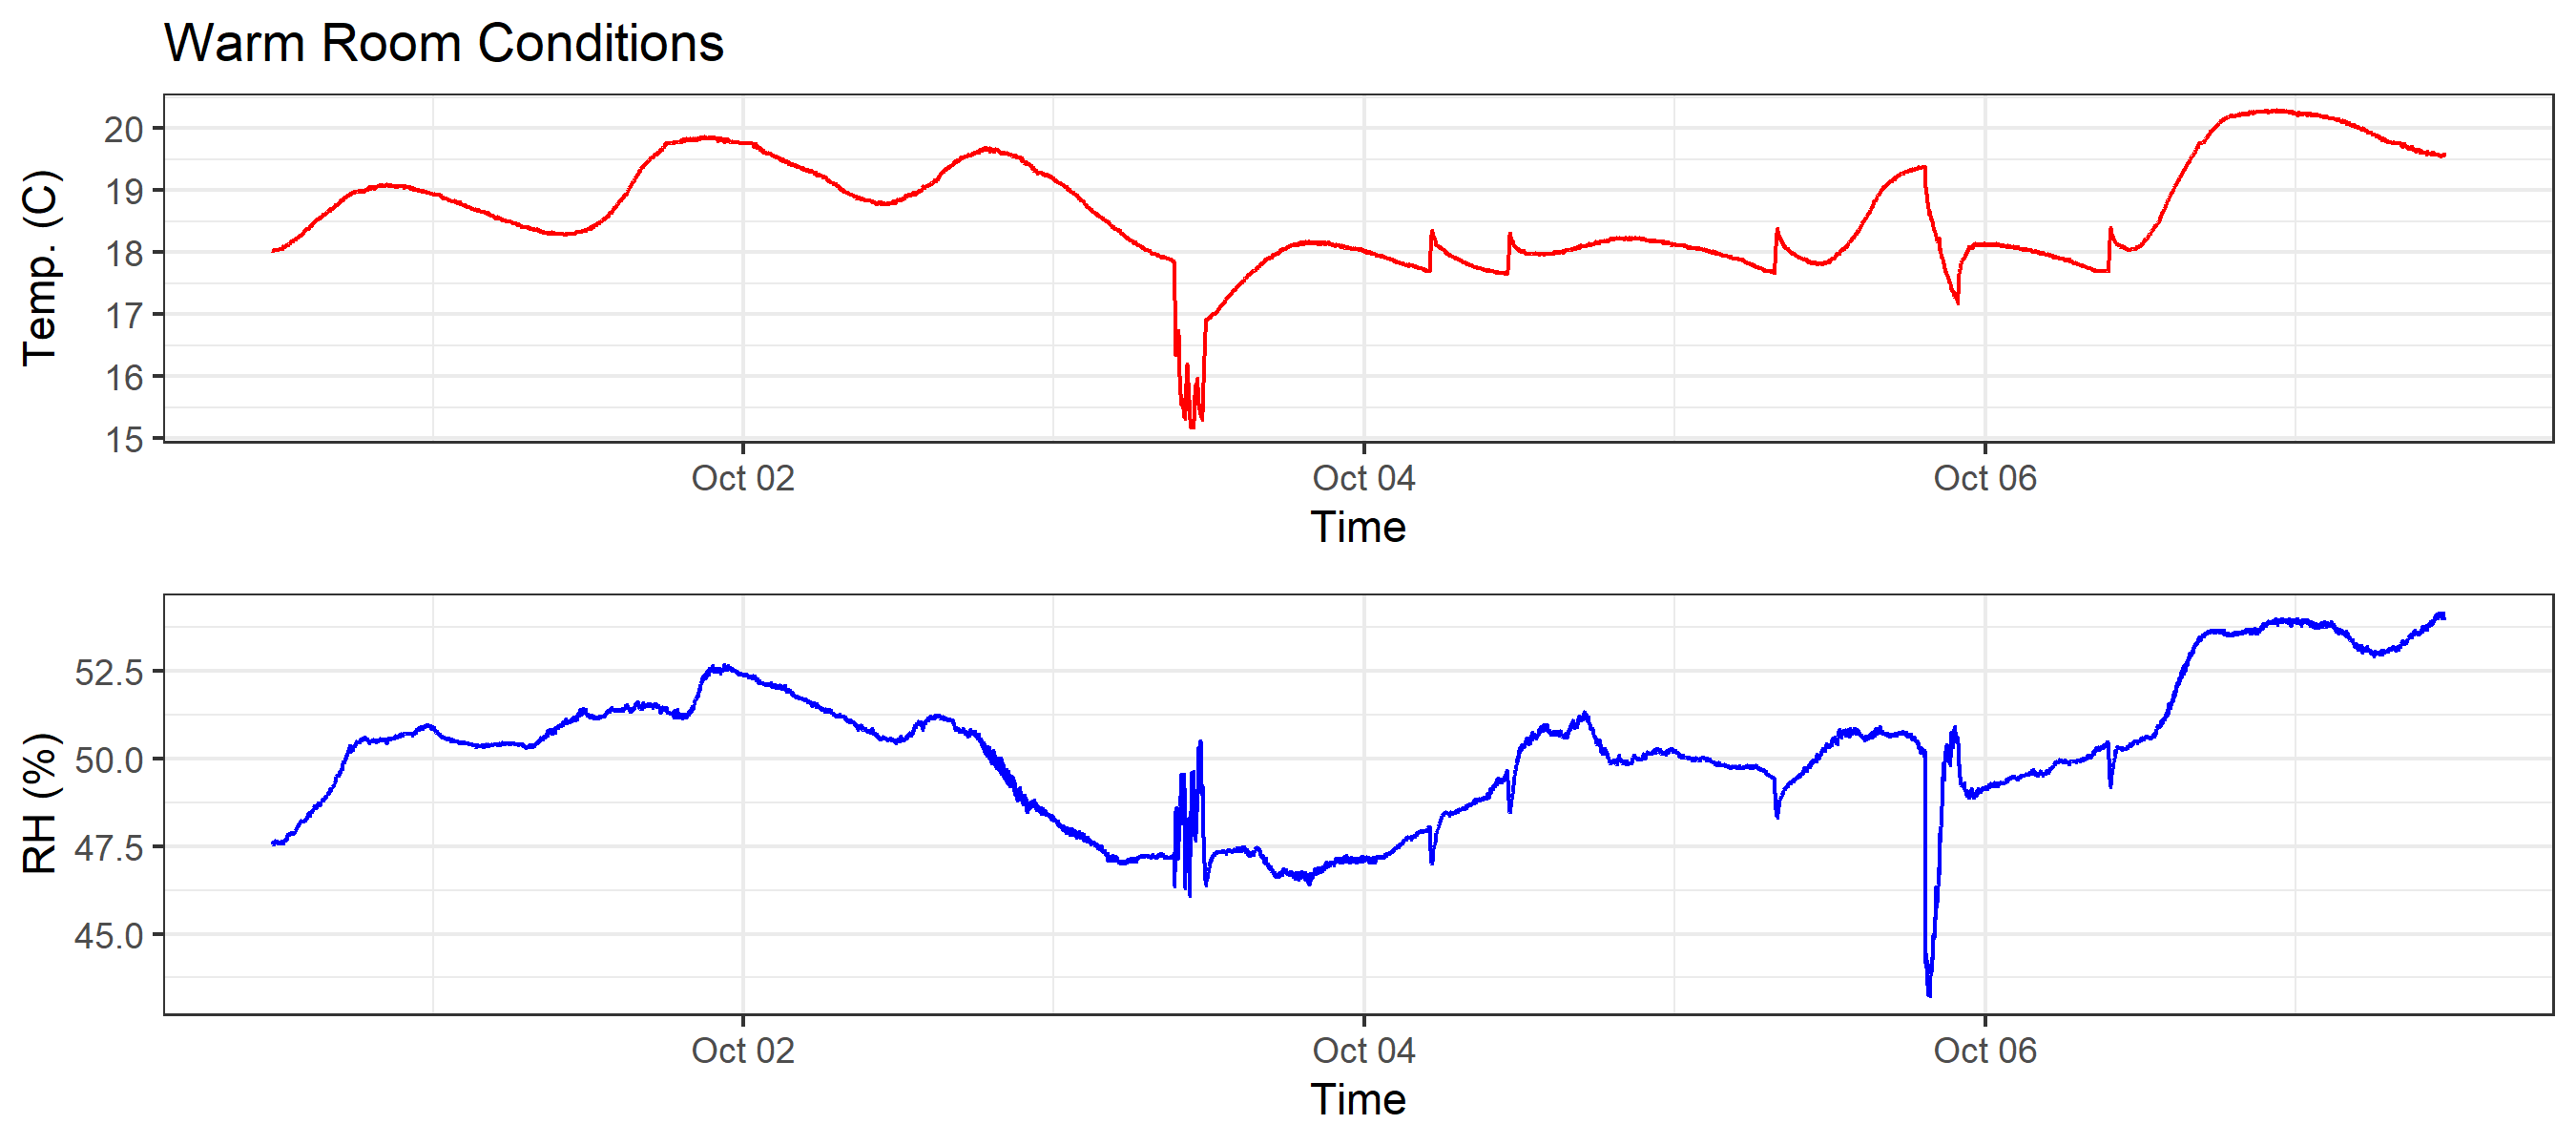 Warm Room Conditions
Temp. (C)
20
19
18
17
16
15
Oct 02 Oct 04 Oct 06
Time
RH (%)
52.5
50.0
47.5
45.0
Oct 02 Oct 04 Oct 06
Time